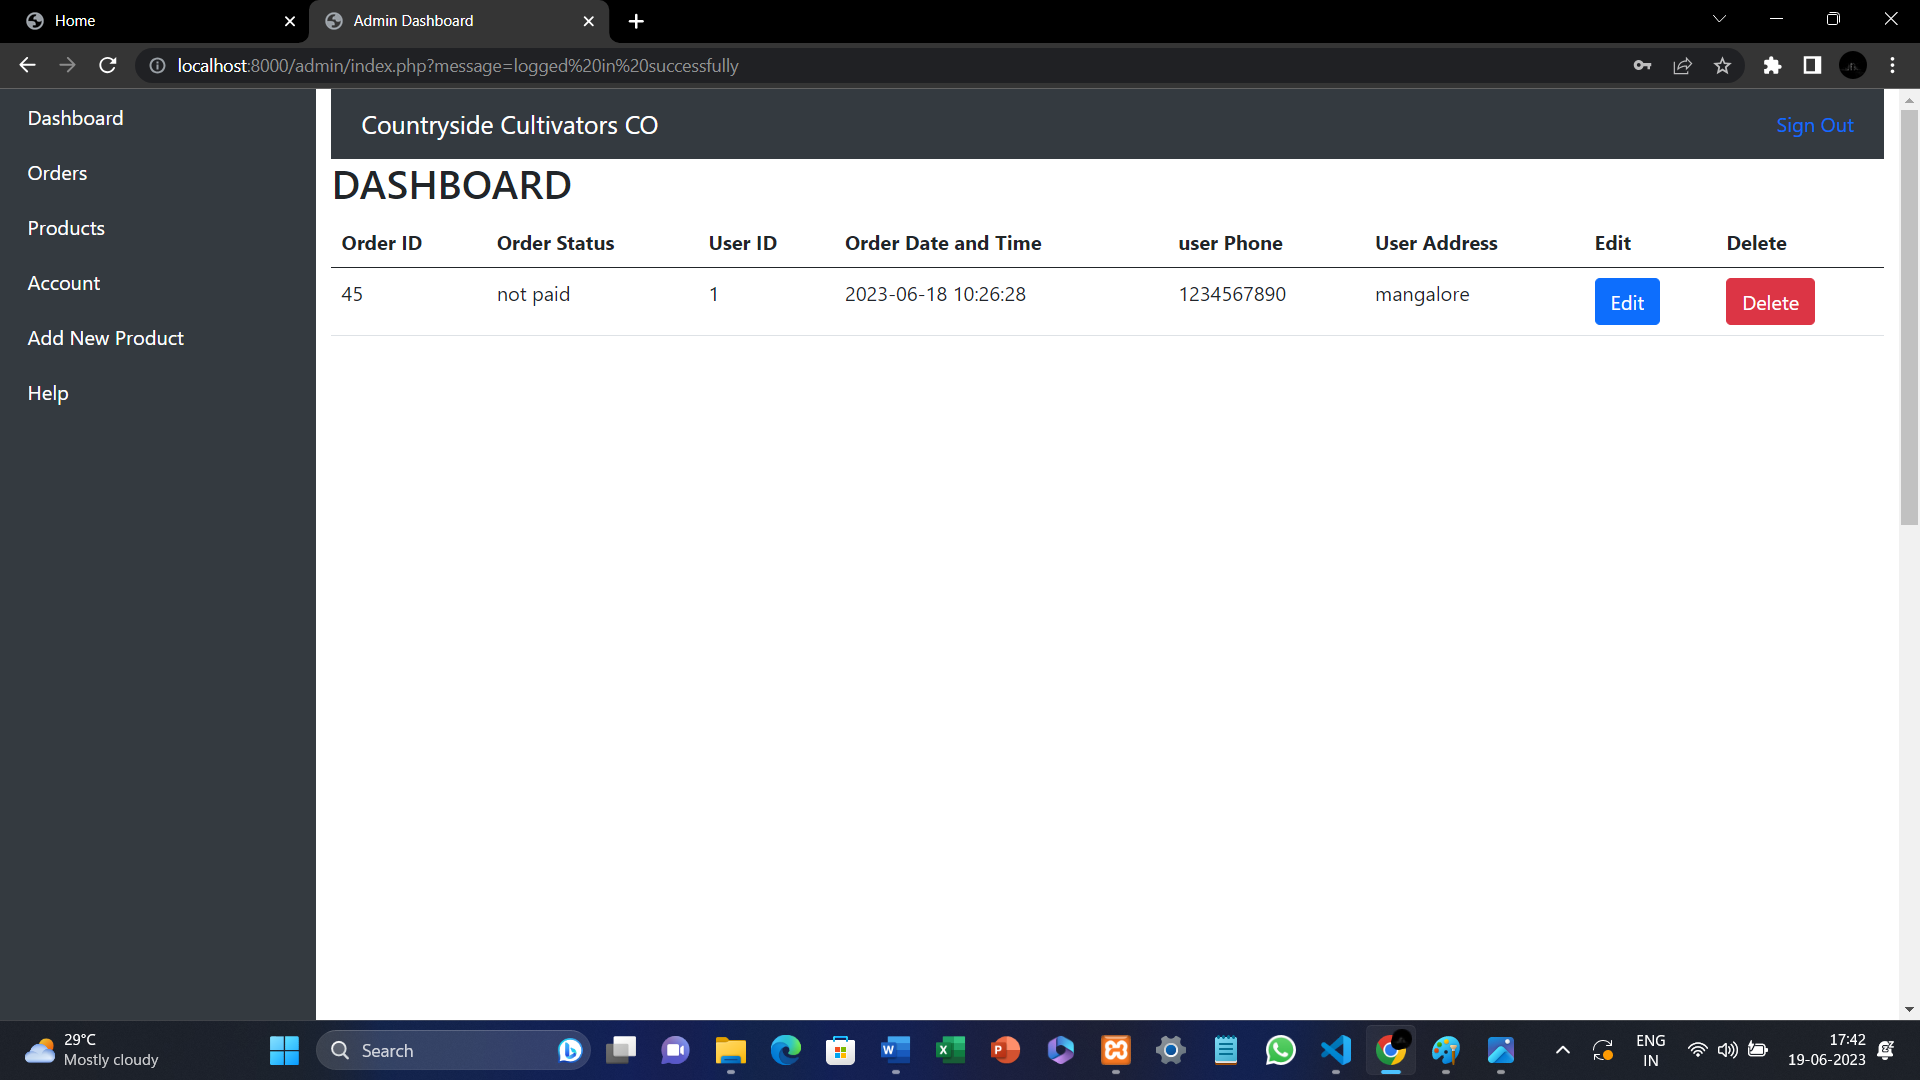 Home
Admin Dashboard
localhost:8000/admin/index.php?message=logged%20in%20successfully
Dashboard
Orders
Products
Account
Add New Product
Help
Countryside Cultivators CO
Sign Out
DASHBOARD
Order ID Order Status User ID Order Date and Time user Phone User Address Edit Delete
45 not paid 1 2023-06-18 10:26:28 1234567890 mangalore Edit Delete
29°C
Mostly cloudy
Search
ENG
IN
17:42
19-06-2023